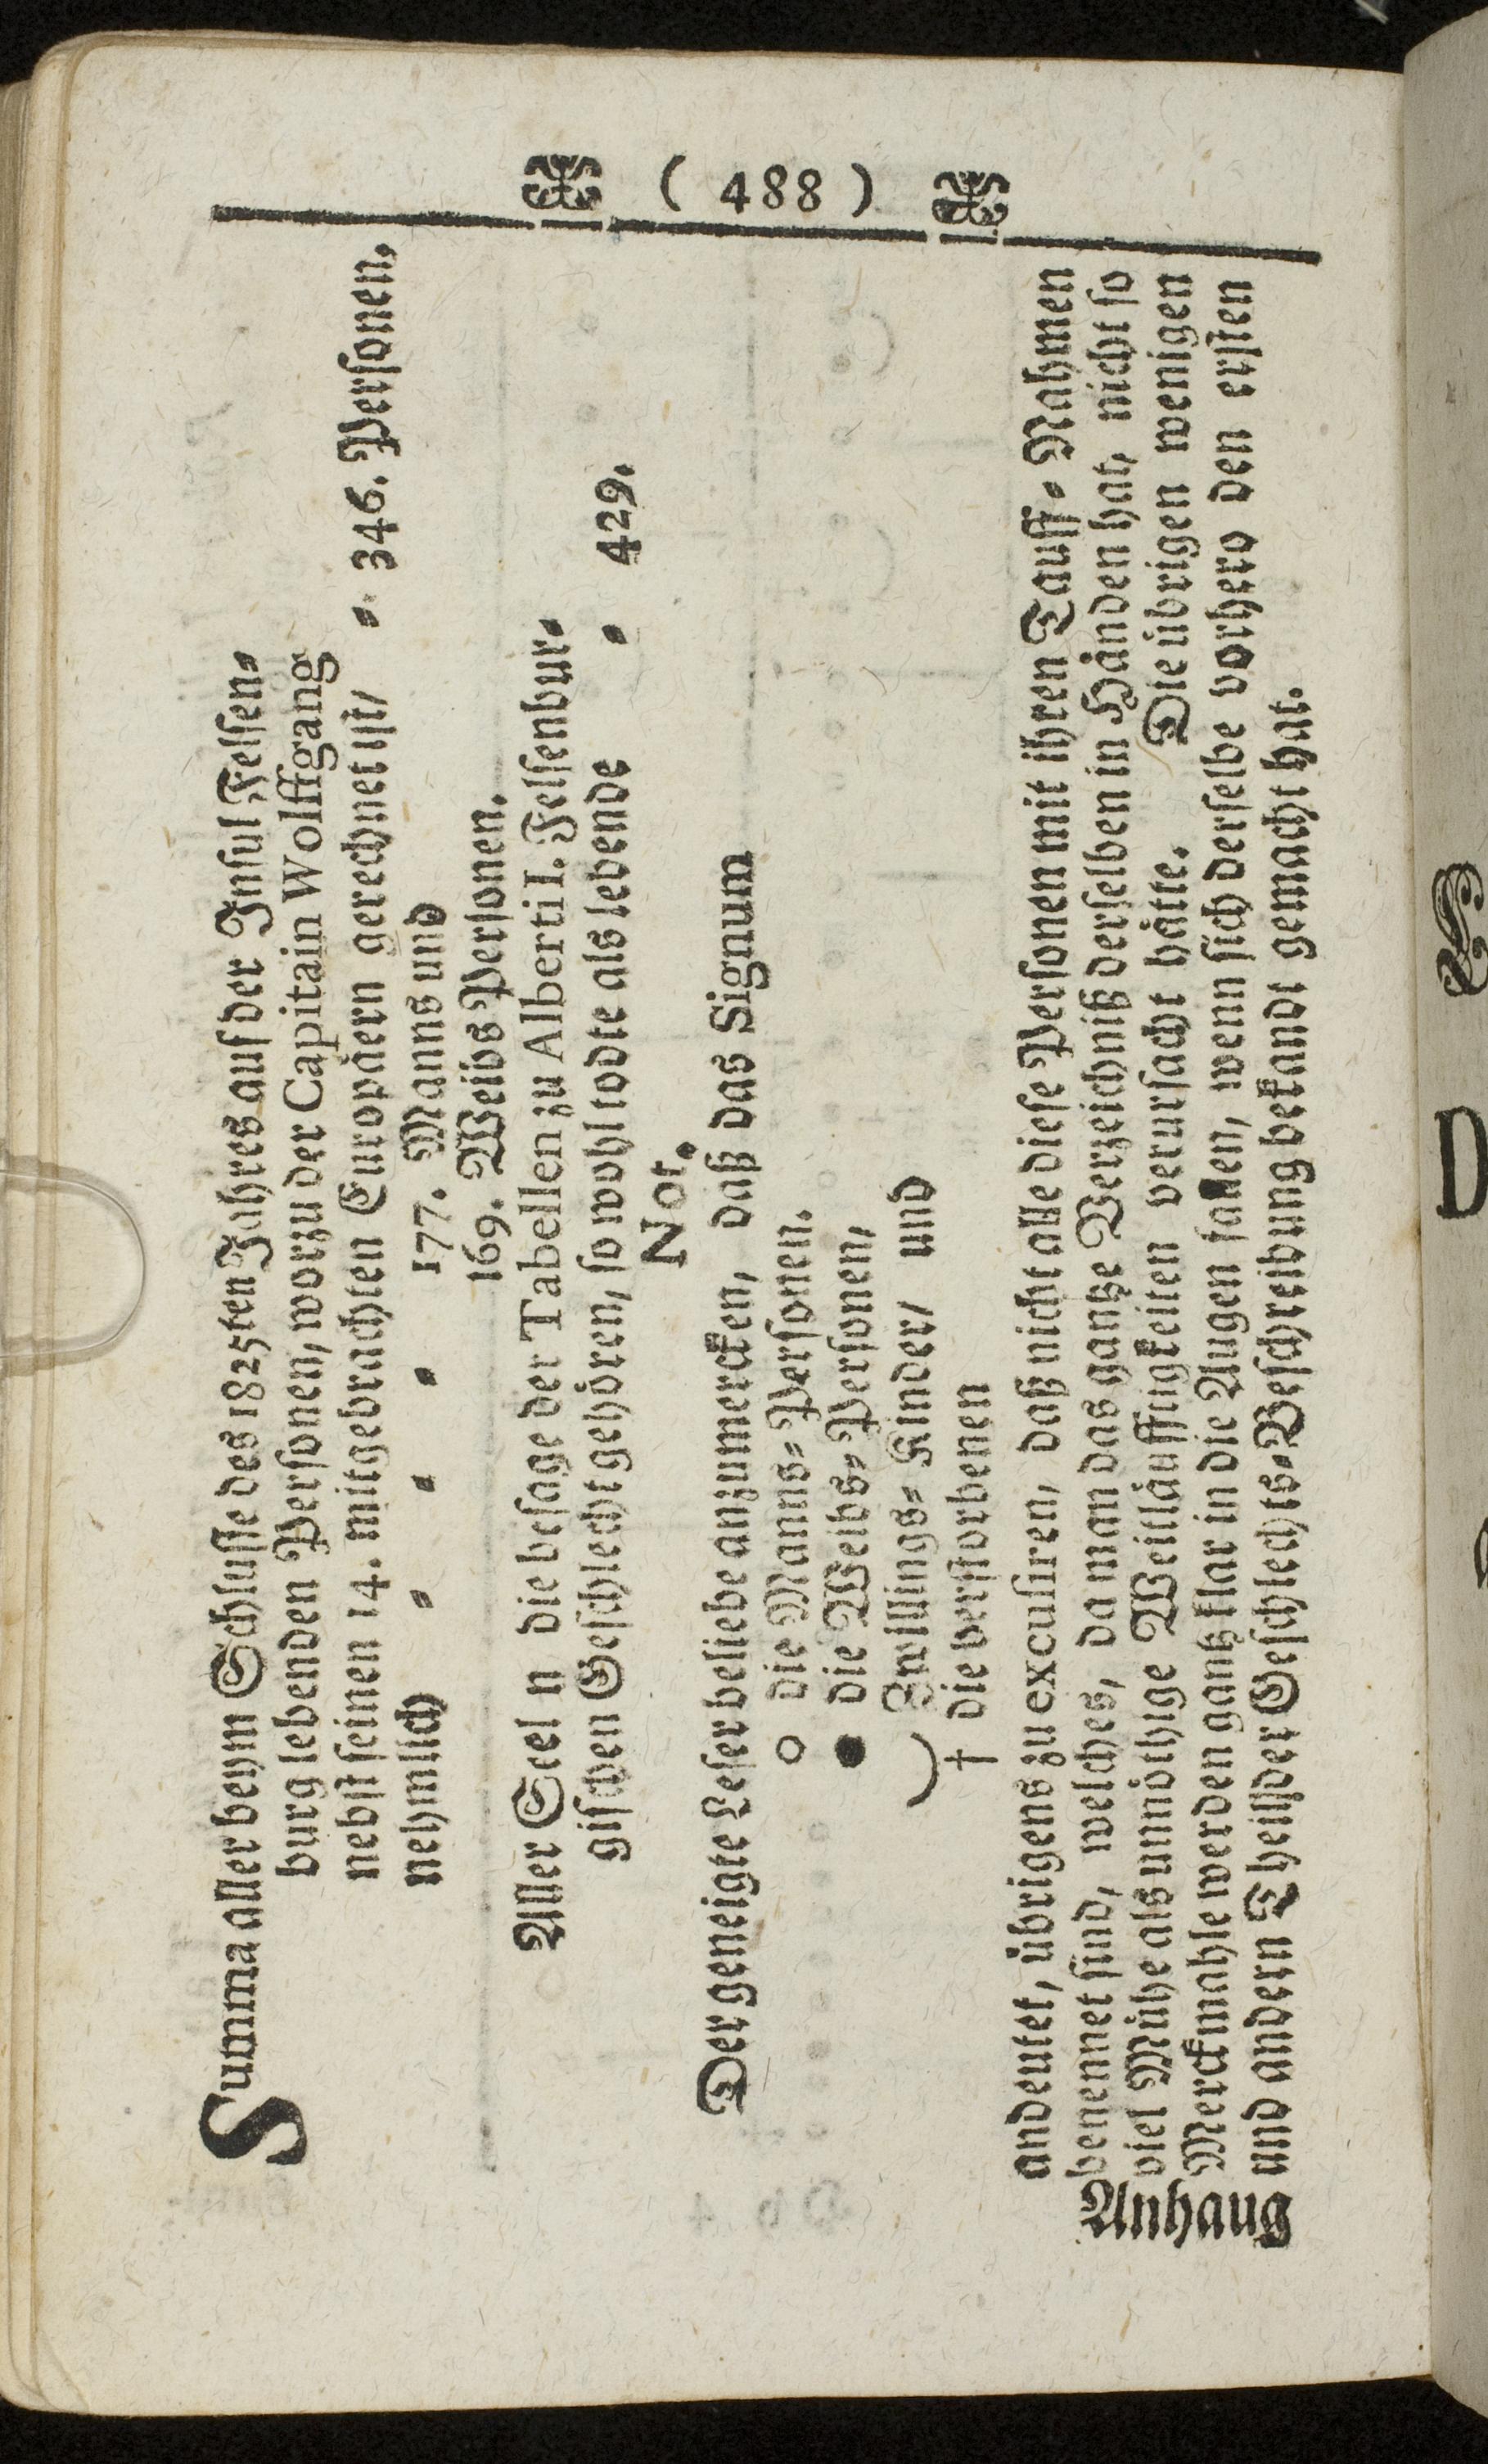 ( 488 )
Summa aller beym Schlusse des 1825sten Jahres auf der Insul Felsen⸗
burg lebenden Personen, worzu der Capitain Wolffgang
nebst seinen 14. mitgebrachten Europäern gerechnet ist, ⸗ 346. Personen,
nehmlich ⸗ ⸗ ⸗ 177. Manns und
169. Weibs Personen.
Aller Seel n die besage der Tabellen zu Alberti I. Felsenbur⸗
gischen Geschlecht gehören, so wohl todte als lebende ⸗ 429.
Not.
Der geneigte Leser beliebe anzumercken, daß das Signum
○ die Manns⸗Personen.
● die Weibs⸗Personen,
) Zwillings⸗Kinder, und
† die verstorbenen
andeutet, übrigens zu excusiren, daß nicht alle diese Personen mit ihren Tauff⸗Nahmen
benennet sind, welches, da man das gantze Verzeichniß derselben in Händen hat, nicht so
viel Mühe als unnöthige Weitläufftigkeiten verursacht hätte. Die übrigen wenigen
Merckmahle werden gantz klar in die Augen fallen, wenn sich derselbe vorhero den ersten
und andern Theil der Geschlechts⸗Beschreibung bekandt gemacht hat.
Anhang